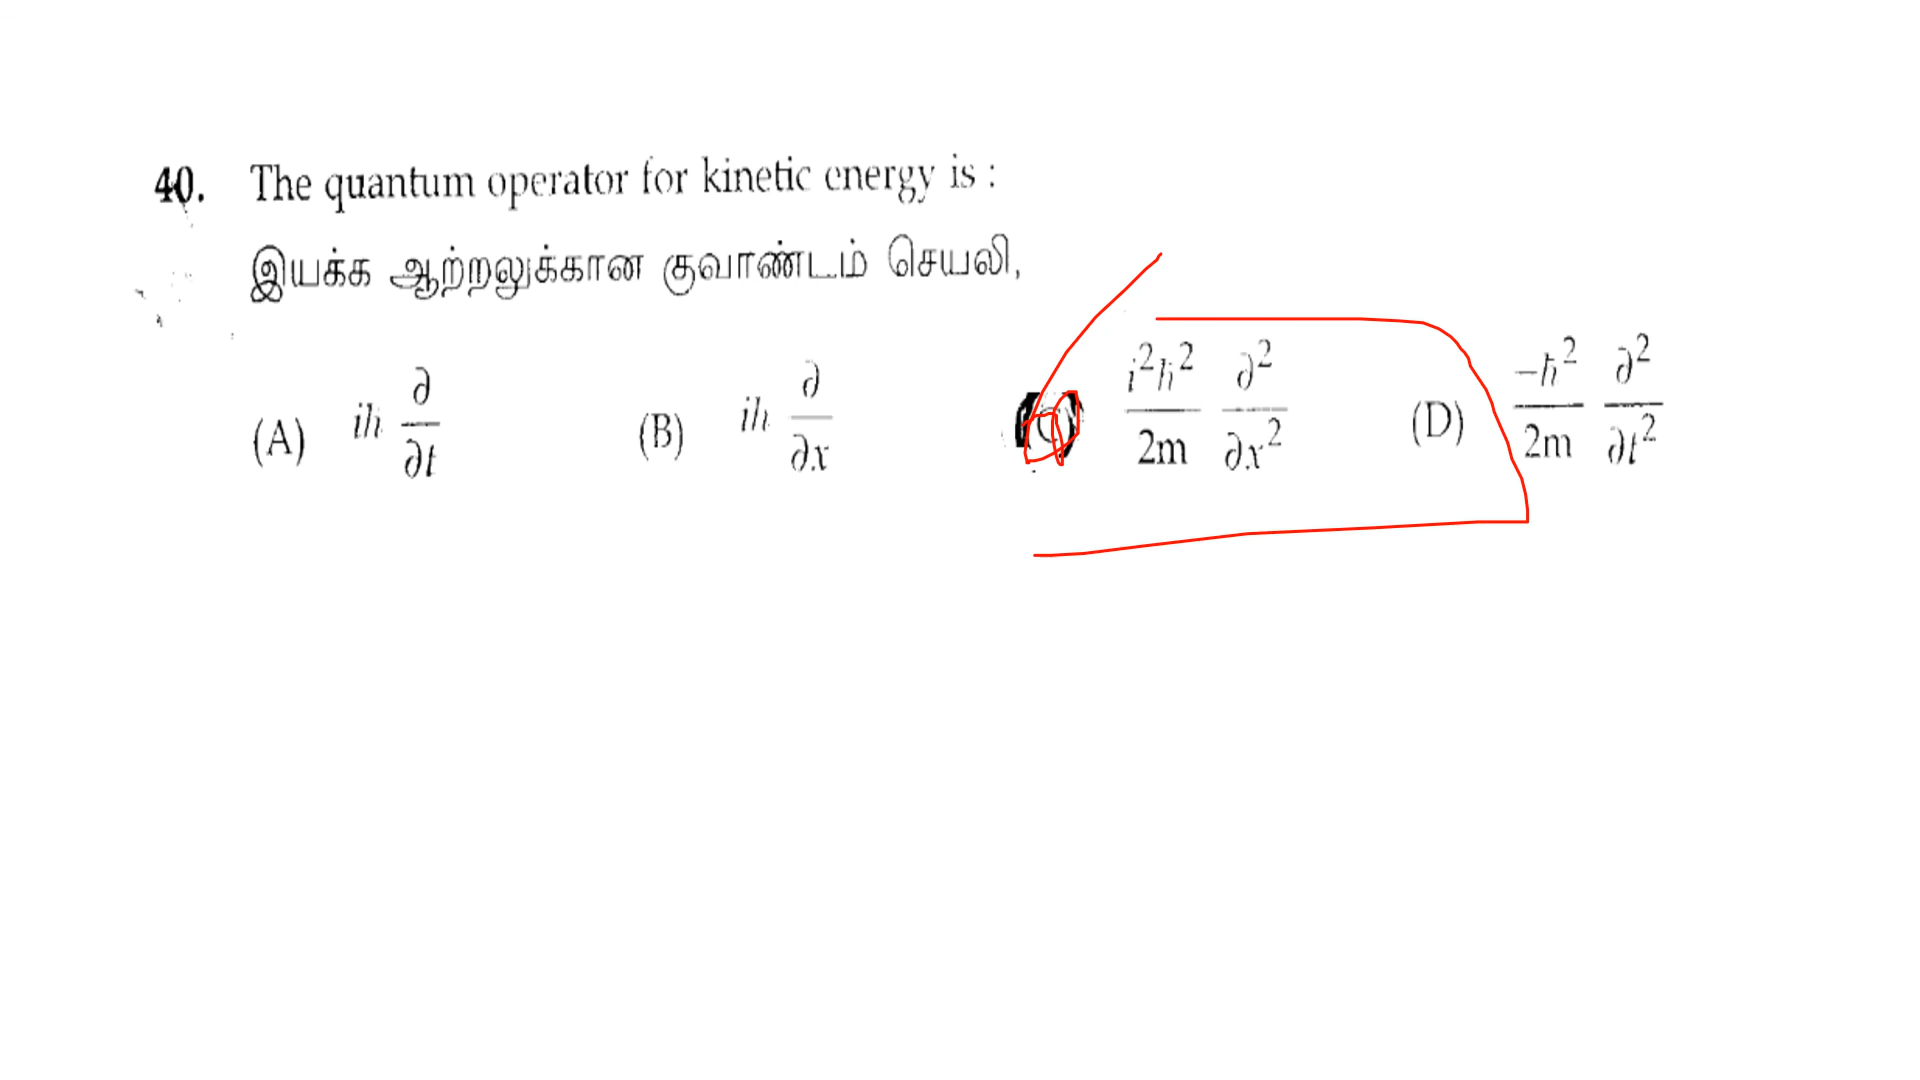 40. The quantum operator for kinetic energy is :
இயக்க ஆற்றலுக்கான குவாண்டம் செயலி,
(A) iħ ∂/∂t (B) iħ ∂/∂x (C) i²ħ²/2m ∂²/∂x² (D) −ħ²/2m ∂²/∂t²